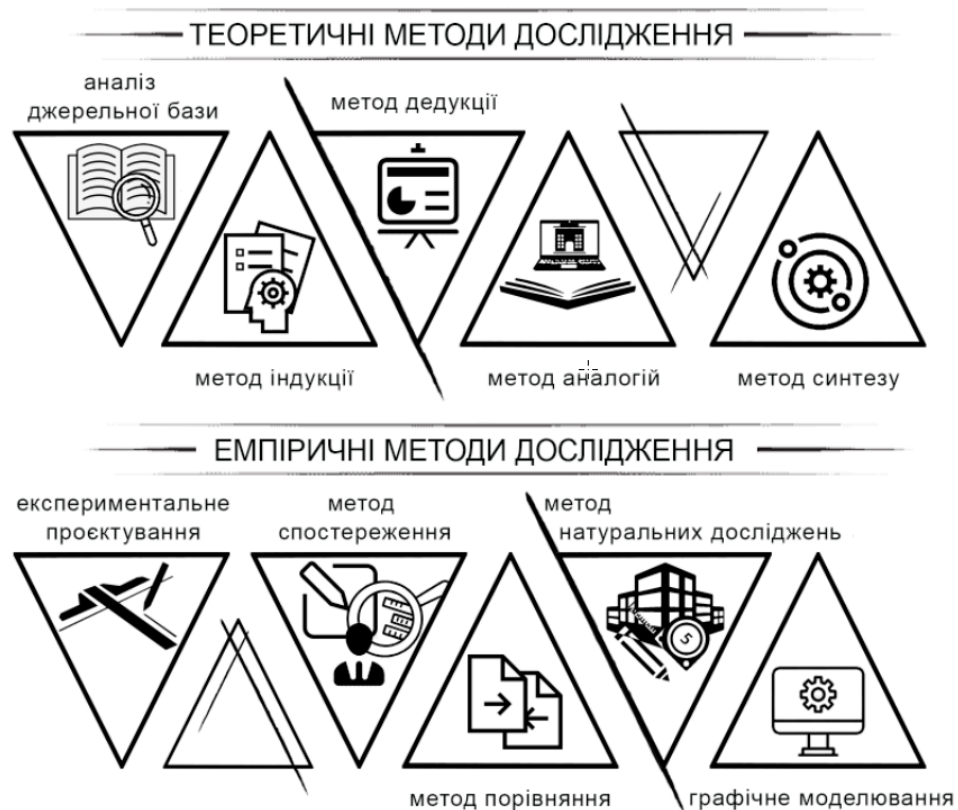 ТЕОРЕТИЧНІ МЕТОДИ ДОСЛІДЖЕННЯ
аналіз
джерельної бази
метод дедукції
метод індукції
метод аналогій
метод синтезу
ЕМПІРИЧНІ МЕТОДИ ДОСЛІДЖЕННЯ
експериментальне
проєктування
метод
спостереження
метод
натуральних досліджень
5
метод порівняння
графічне моделювання